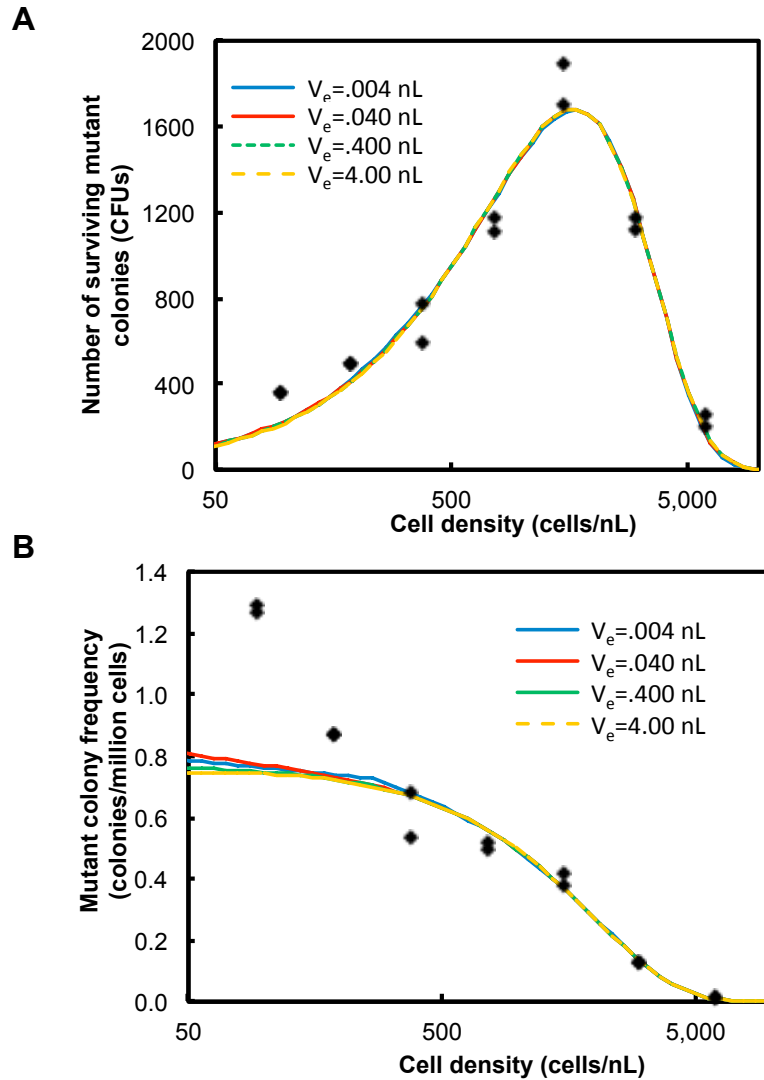 A
2000
1600
1200
800
400
0
Number of surviving mutant
colonies (CFUs)
Vₑ=.004 nL
Vₑ=.040 nL
Vₑ=.400 nL
Vₑ=4.00 nL
50 500 5,000
Cell density (cells/nL)
B
1.4
1.2
1.0
0.8
0.6
0.4
0.2
0.0
Mutant colony frequency
(colonies/million cells)
Vₑ=.004 nL
Vₑ=.040 nL
Vₑ=.400 nL
Vₑ=4.00 nL
50 500 5,000
Cell density (cells/nL)